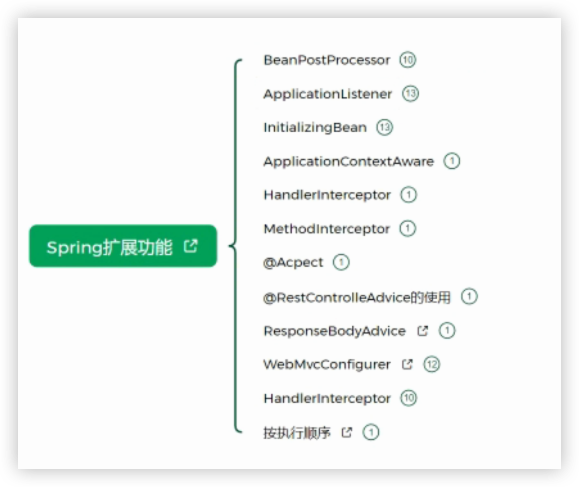 BeanPostProcessor 10
ApplicationListener 13
InitializingBean 13
ApplicationContextAware 1
HandlerInterceptor 1
MethodInterceptor 1
Spring扩展功能
@Acpect 1
@RestControlleAdvice的使用 1
ResponseBodyAdvice 1
WebMvcConfigurer 12
HandlerInterceptor 10
按执行顺序 1